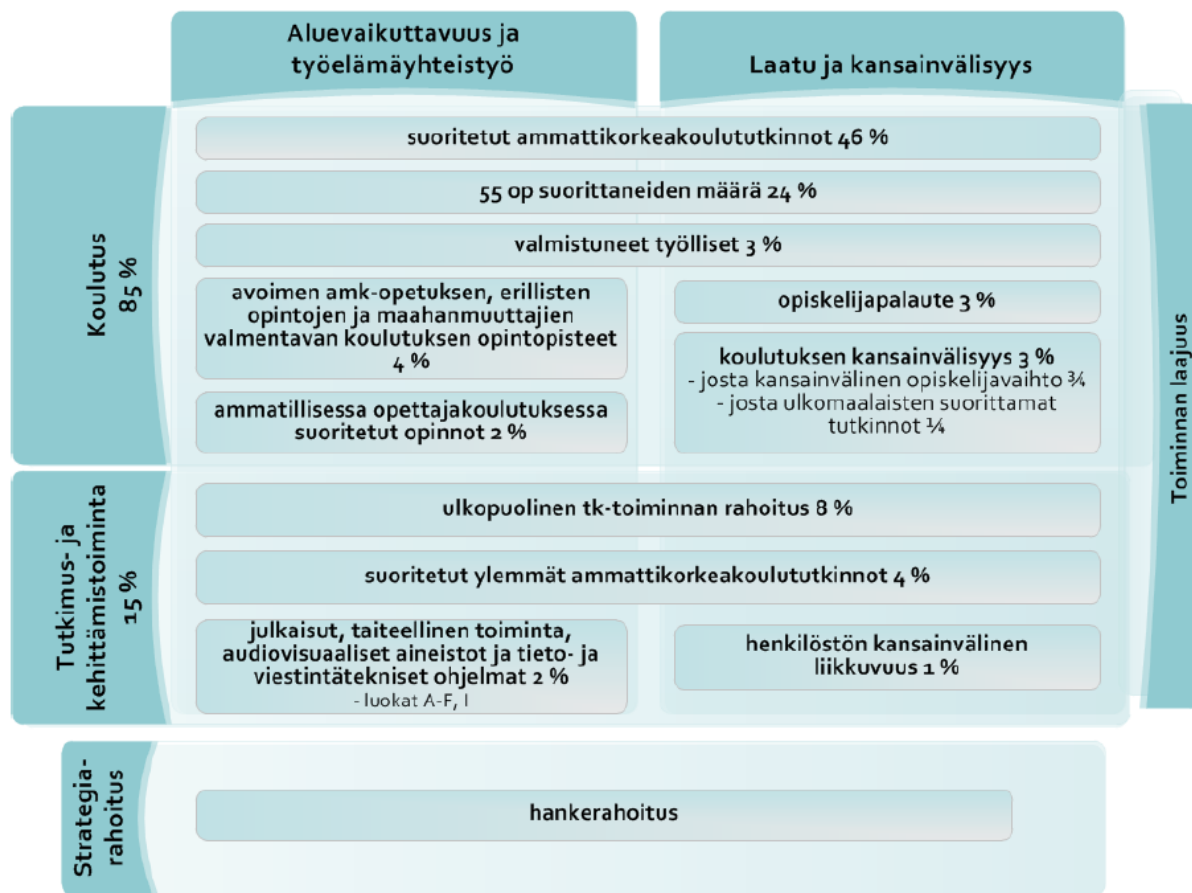 Aluevaikuttavuus ja
työelämäyhteistyö
Laatu ja kansainvälisyys
Koulutus
85 %
suoritetut ammattikorkeakoulututkinnot 46 %
55 op suorittaneiden määrä 24 %
valmistuneet työlliset 3 %
avoimen amk-opetuksen, erillisten
opintojen ja maahanmuuttajien
valmentavan koulutuksen opintopisteet
4 %
ammatillisessa opettajakoulutuksessa
suoritetut opinnot 2 %
opiskelijapalaute 3 %
koulutuksen kansainvälisyys 3 %
- josta kansainvälinen opiskelijavaihto ¾
- josta ulkomaalaisten suorittamat
tutkinnot ¼
Toiminnan laajuus
Tutkimus- ja
kehittämistoiminta
15 %
ulkopuolinen tk-toiminnan rahoitus 8 %
suoritetut ylemmät ammattikorkeakoulututkinnot 4 %
julkaisut, taiteellinen toiminta,
audiovisuaaliset aineistot ja tieto- ja
viestintätekniset ohjelmat 2 %
- luokat A-F, I
henkilöstön kansainvälinen
liikkuvuus 1 %
Strategia-
rahoitus
hankerahoitus